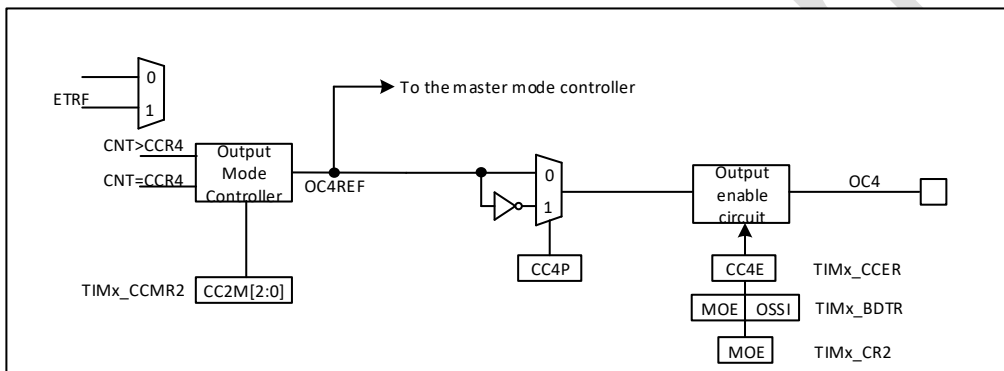 0
ETRF
1
To the master mode controller
CNT>CCR4
CNT=CCR4
Output
Mode
Controller
OC4REF
0
1
CC4P
Output
enable
circuit
OC4
TIMx_CCMR2
CC2M[2:0]
CC4E
TIMx_CCER
MOE
OSSI
TIMx_BDTR
MOE
TIMx_CR2